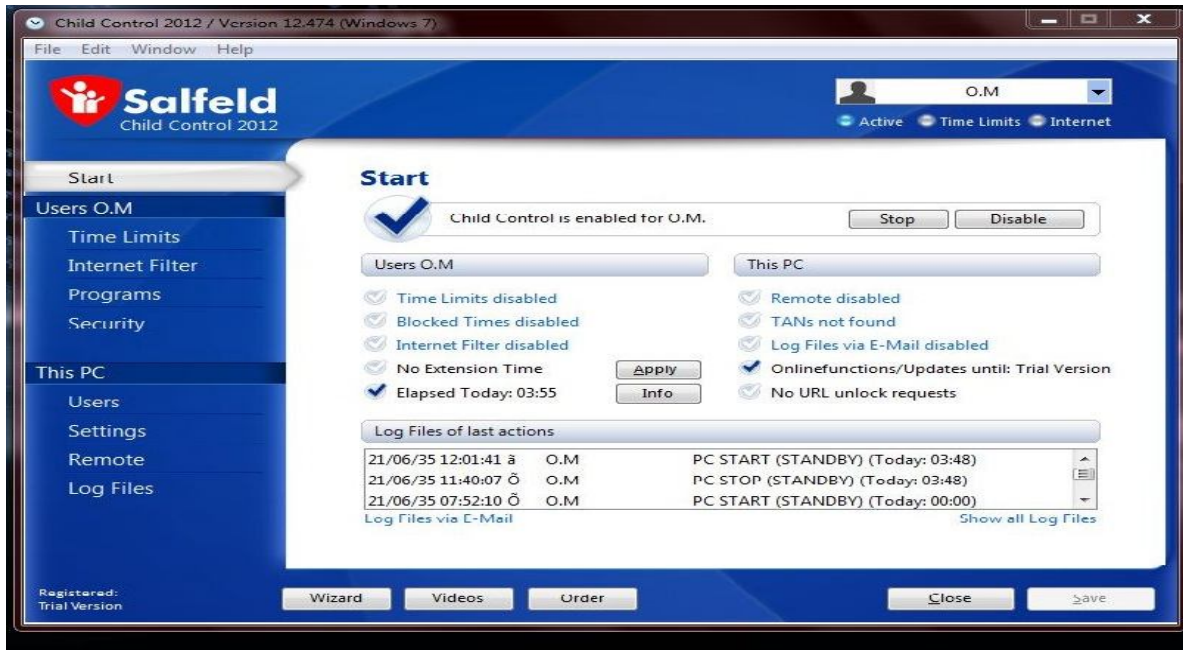 Child Control 2012 / Version 12.474 (Windows 7)
File Edit Window Help
Salfeld
Child Control 2012
O.M
Active Time Limits Internet
Start
Users O.M
Time Limits
Internet Filter
Programs
Security
This PC
Users
Settings
Remote
Log Files
Start
Child Control is enabled for O.M.
Stop Disable
Users O.M
Time Limits disabled
Blocked Times disabled
Internet Filter disabled
No Extension Time Apply
Elapsed Today: 03:55 Info
This PC
Remote disabled
TANs not found
Log Files via E-Mail disabled
Onlinefunctions/Updates until: Trial Version
No URL unlock requests
Log Files of last actions
21/06/35 12:01:41 ã O.M PC START (STANDBY) (Today: 03:48)
21/06/35 11:40:07 Õ O.M PC STOP (STANDBY) (Today: 03:48)
21/06/35 07:52:10 Õ O.M PC START (STANDBY) (Today: 00:00)
Log Files via E-Mail Show all Log Files
Registered:
Trial Version
Wizard Videos Order Close Save